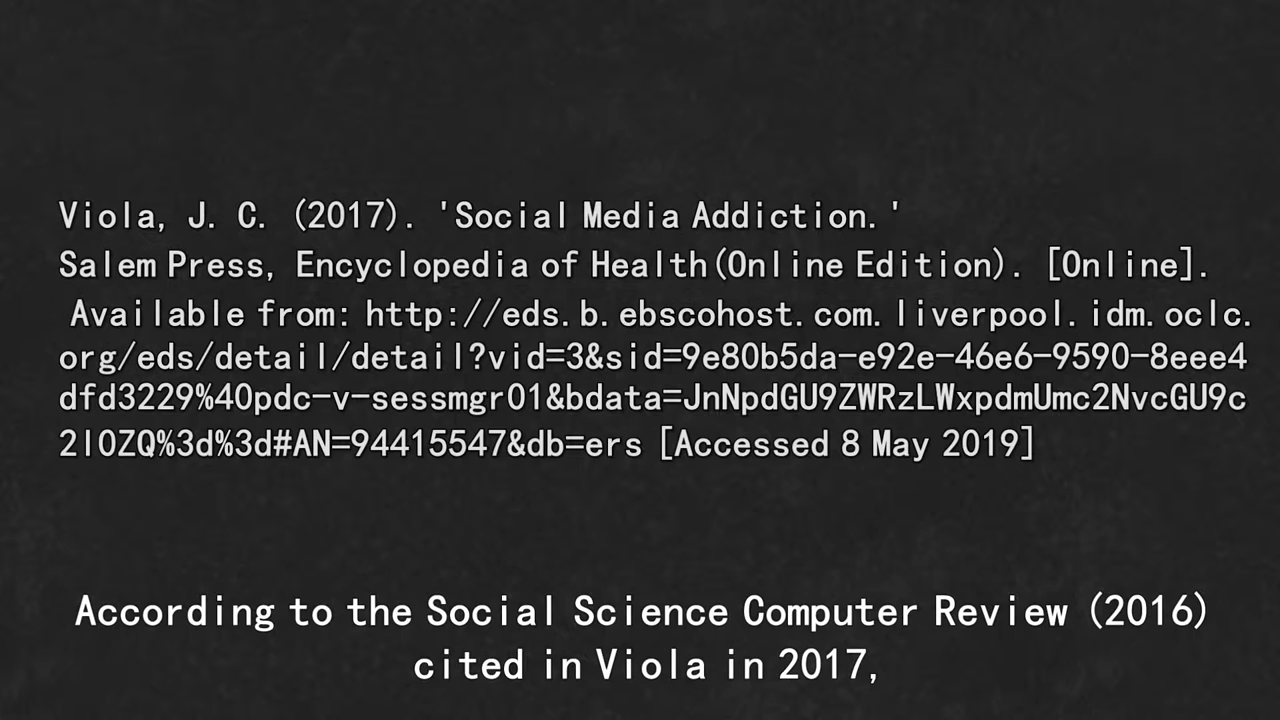 Viola, J. C. (2017). 'Social Media Addiction.'
Salem Press, Encyclopedia of Health(Online Edition). [Online].
Available from: http://eds.b.ebscohost.com.liverpool.idm.oclc.
org/eds/detail/detail?vid=3&sid=9e80b5da-e92e-46e6-9590-8eee4
dfd3229%40pdc-v-sessmgr01&bdata=JnNpdGU9ZWRzLWxpdmUmc2NvcGU9c
2l0ZQ%3d%3d#AN=94415547&db=ers [Accessed 8 May 2019]
According to the Social Science Computer Review (2016)
cited in Viola in 2017,